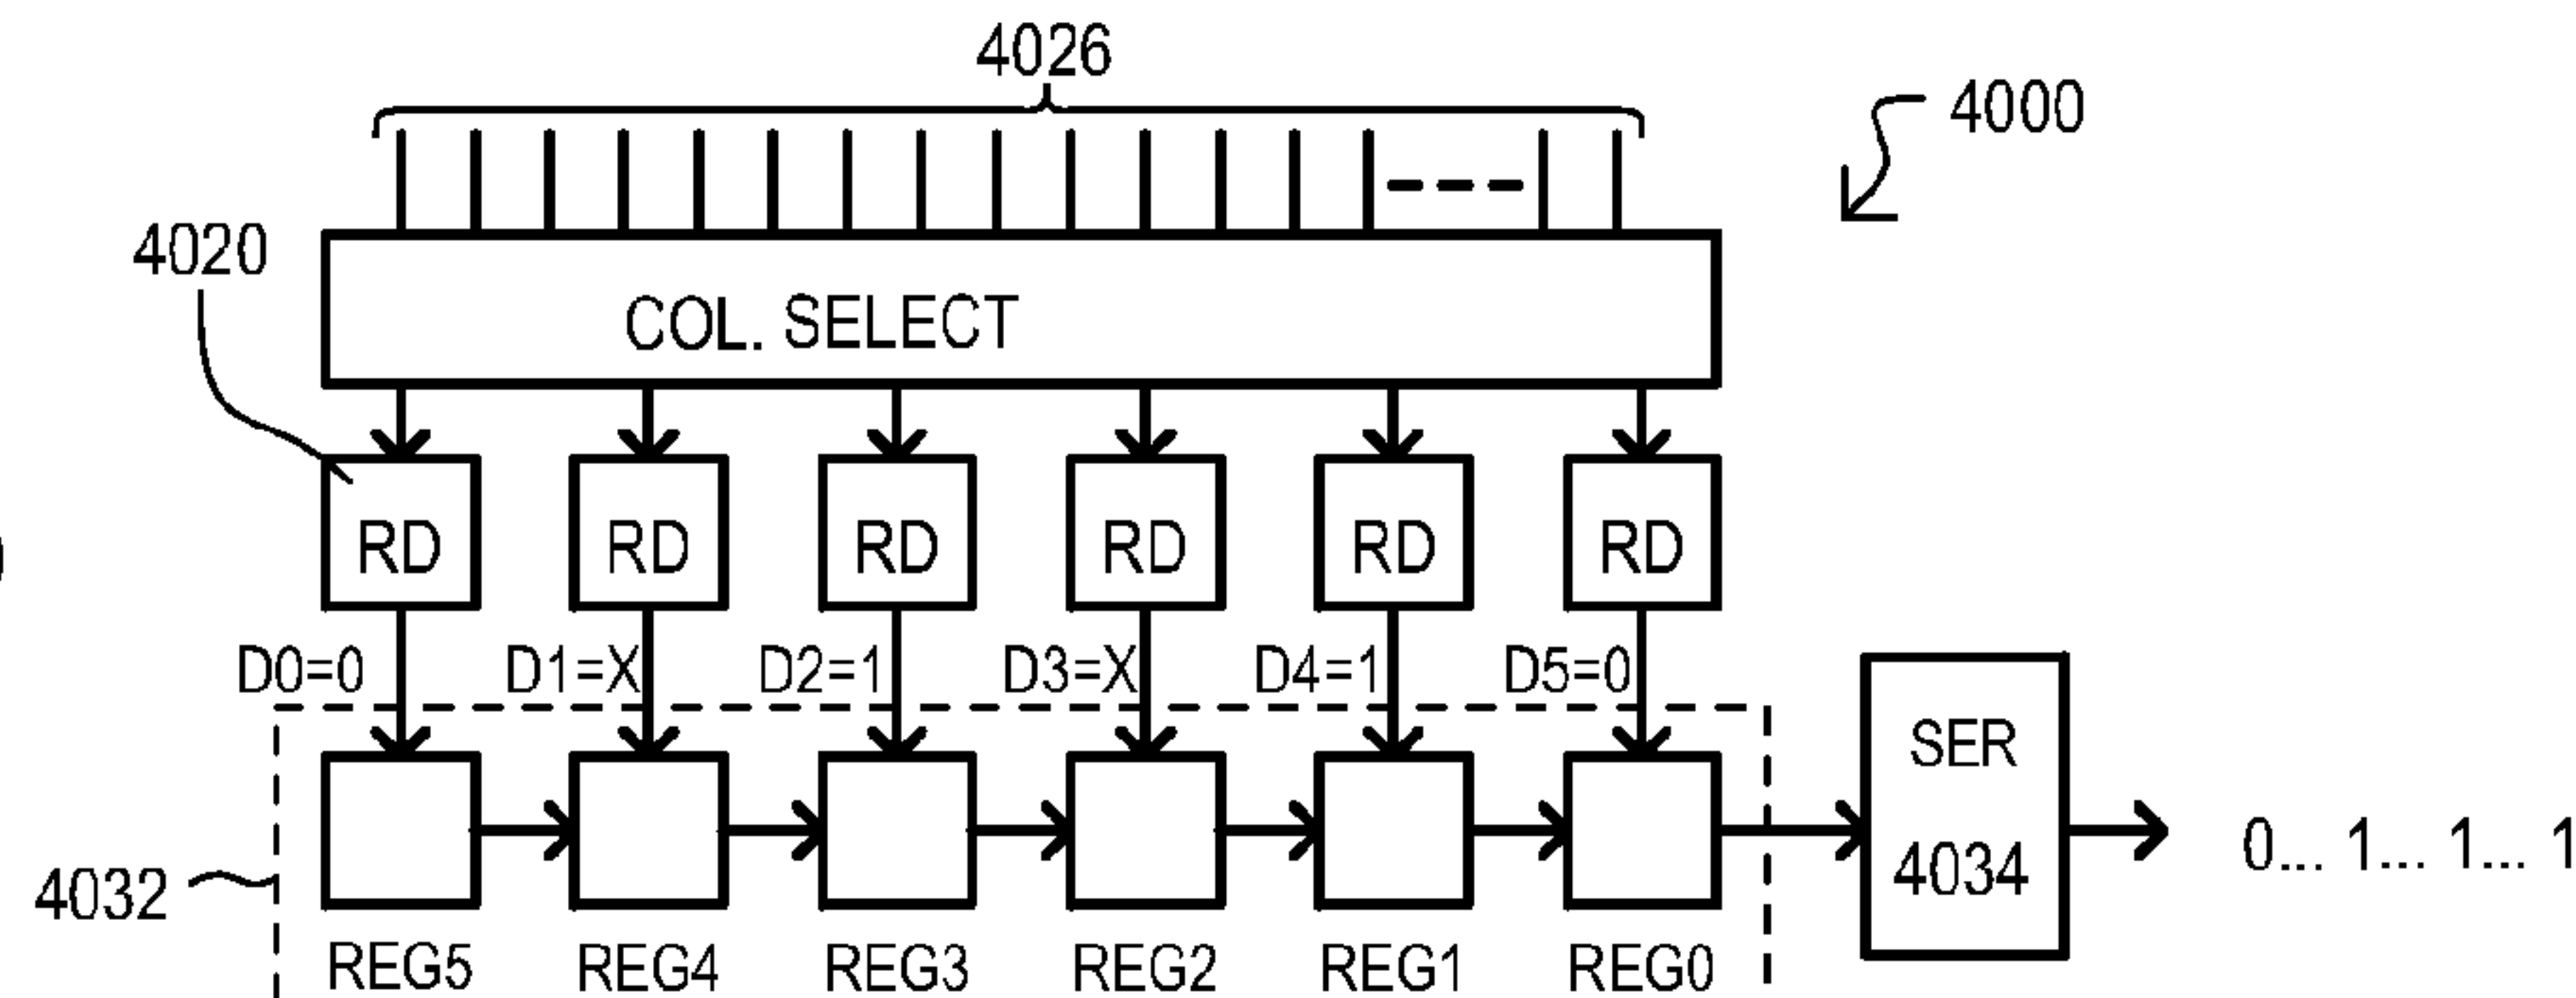 4026
4000
4020
COL. SELECT
RD RD RD RD RD RD
D0=0 D1=X D2=1 D3=X D4=1 D5=0
SER
4034
0... 1... 1... 1
4032
REG5 REG4 REG3 REG2 REG1 REG0